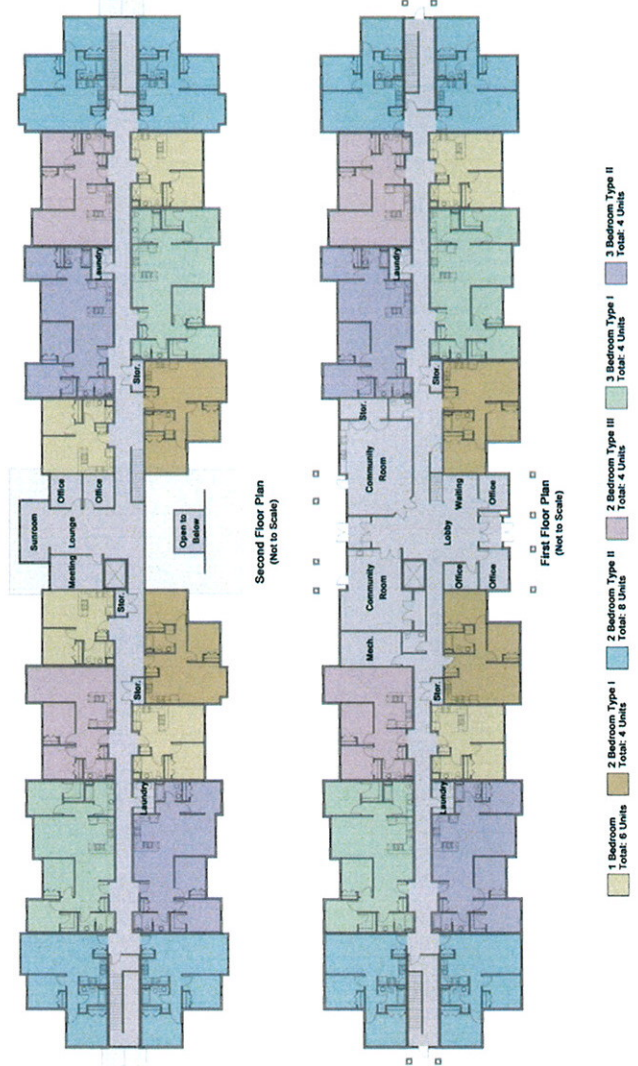 Laundry
Stor.
Office
Office
Sunroom
Lounge
Meeting
Stor.
Stor.
Laundry
Open to
Below
Second Floor Plan
(Not to Scale)
Laundry
Stor.
Stor.
Community
Room
Waiting
Office
Lobby
Community
Room
Office
Office
Mech.
Stor.
Laundry
First Floor Plan
(Not to Scale)
1 Bedroom
Total: 6 Units
2 Bedroom Type I
Total: 4 Units
2 Bedroom Type II
Total: 8 Units
2 Bedroom Type III
Total: 4 Units
3 Bedroom Type I
Total: 4 Units
3 Bedroom Type II
Total: 4 Units